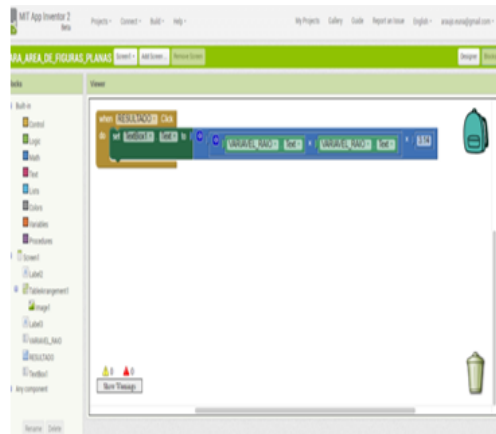 MIT App Inventor 2
Beta
Projects Connect Build Help
My Projects Gallery Guide Report an Issue English
ARA_AREA_DE_FIGURAS_PLANAS Screen1 Add Screen ... Remove Screen
Designer
Viewer
Built-in
Control
Logic
Math
Text
Lists
Colors
Variables
Procedures
Screen1
TableArrangement1
Image1
VARIAVEL_RAIO
RESULTADO
TextBox1
Any component
Rename Delete
when RESULTADO Click
do set TextBox1 Text to
VARIAVEL_RAIO Text × VARIAVEL_RAIO Text × 3.14
0 0
Show Warnings